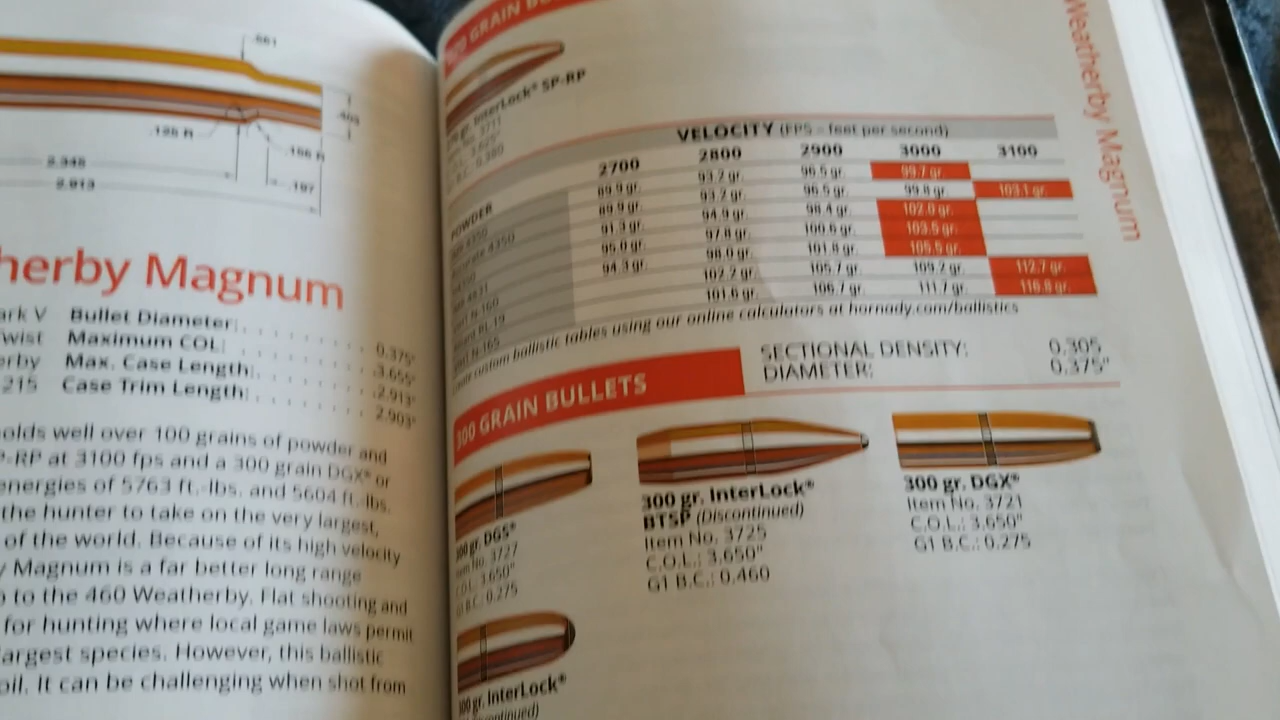 .561
.126 R
2.913
.197
herby Magnum
ark V Bullet Diameter: 0.375"
Twist Maximum COL: 3.655"
erby Max. Case Length: 2.913"
215 Case Trim Length: 2.903"
olds well over 100 grains of powder and
P-RP at 3100 fps and a 300 grain DGX® or
energies of 5763 ft.-lbs. and 5604 ft.-lbs.
the hunter to take on the very largest,
of the world. Because of its high velocity
y Magnum is a far better long range
to the 460 Weatherby. Flat shooting and
for hunting where local game laws permit
largest species. However, this ballistic
oil. It can be challenging when shot from
GRAIN
gr. InterLock® SP-RP
3711
3.625"
0.380
VELOCITY (FPS – feet per second)
POWDER 2700 2800 2900 3000 3100
89.9 gr. 93.2 gr. 96.5 gr. 99.7 gr.
4350 89.9 gr. 93.2 gr. 96.5 gr. 99.8 gr. 103.1 gr.
91.3 gr. 94.9 gr. 98.4 gr. 102.0 gr.
95.0 gr. 97.8 gr. 100.6 gr. 103.5 gr.
94.3 gr. 98.0 gr. 101.8 gr. 105.5 gr.
102.2 gr. 105.7 gr. 109.2 gr. 112.7 gr.
101.6 gr. 106.7 gr. 111.7 gr. 116.8 gr.
custom ballistic tables using our online calculators at hornady.com/ballistics
300 GRAIN BULLETS
SECTIONAL DENSITY: 0.305
DIAMETER: 0.375"
300 gr. DGS®
Item No. 3727
C.O.L.: 3.650"
G1 B.C.: 0.275
300 gr. InterLock®
BTSP (Discontinued)
Item No. 3725
C.O.L.: 3.650"
G1 B.C.: 0.460
300 gr. DGX®
Item No. 3721
C.O.L.: 3.650"
G1 B.C.: 0.275
gr. InterLock®
Weatherby Magnum